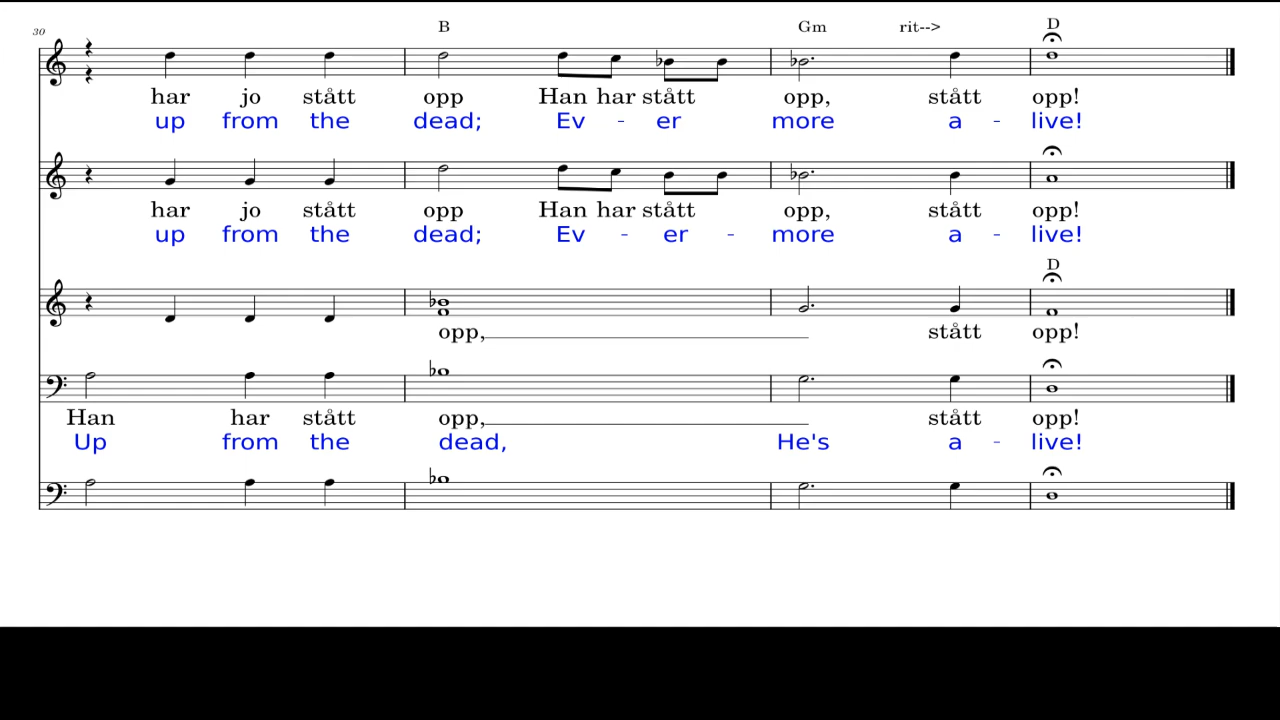 30 B Gm rit--> D
har jo stått opp Han har stått opp, stått opp!
up from the dead; Ev - er more a - live!
har jo stått opp Han har stått opp, stått opp!
up from the dead; Ev - er - more a - live!
D
opp, stått opp!
Han har stått opp, stått opp!
Up from the dead, He's a - live!